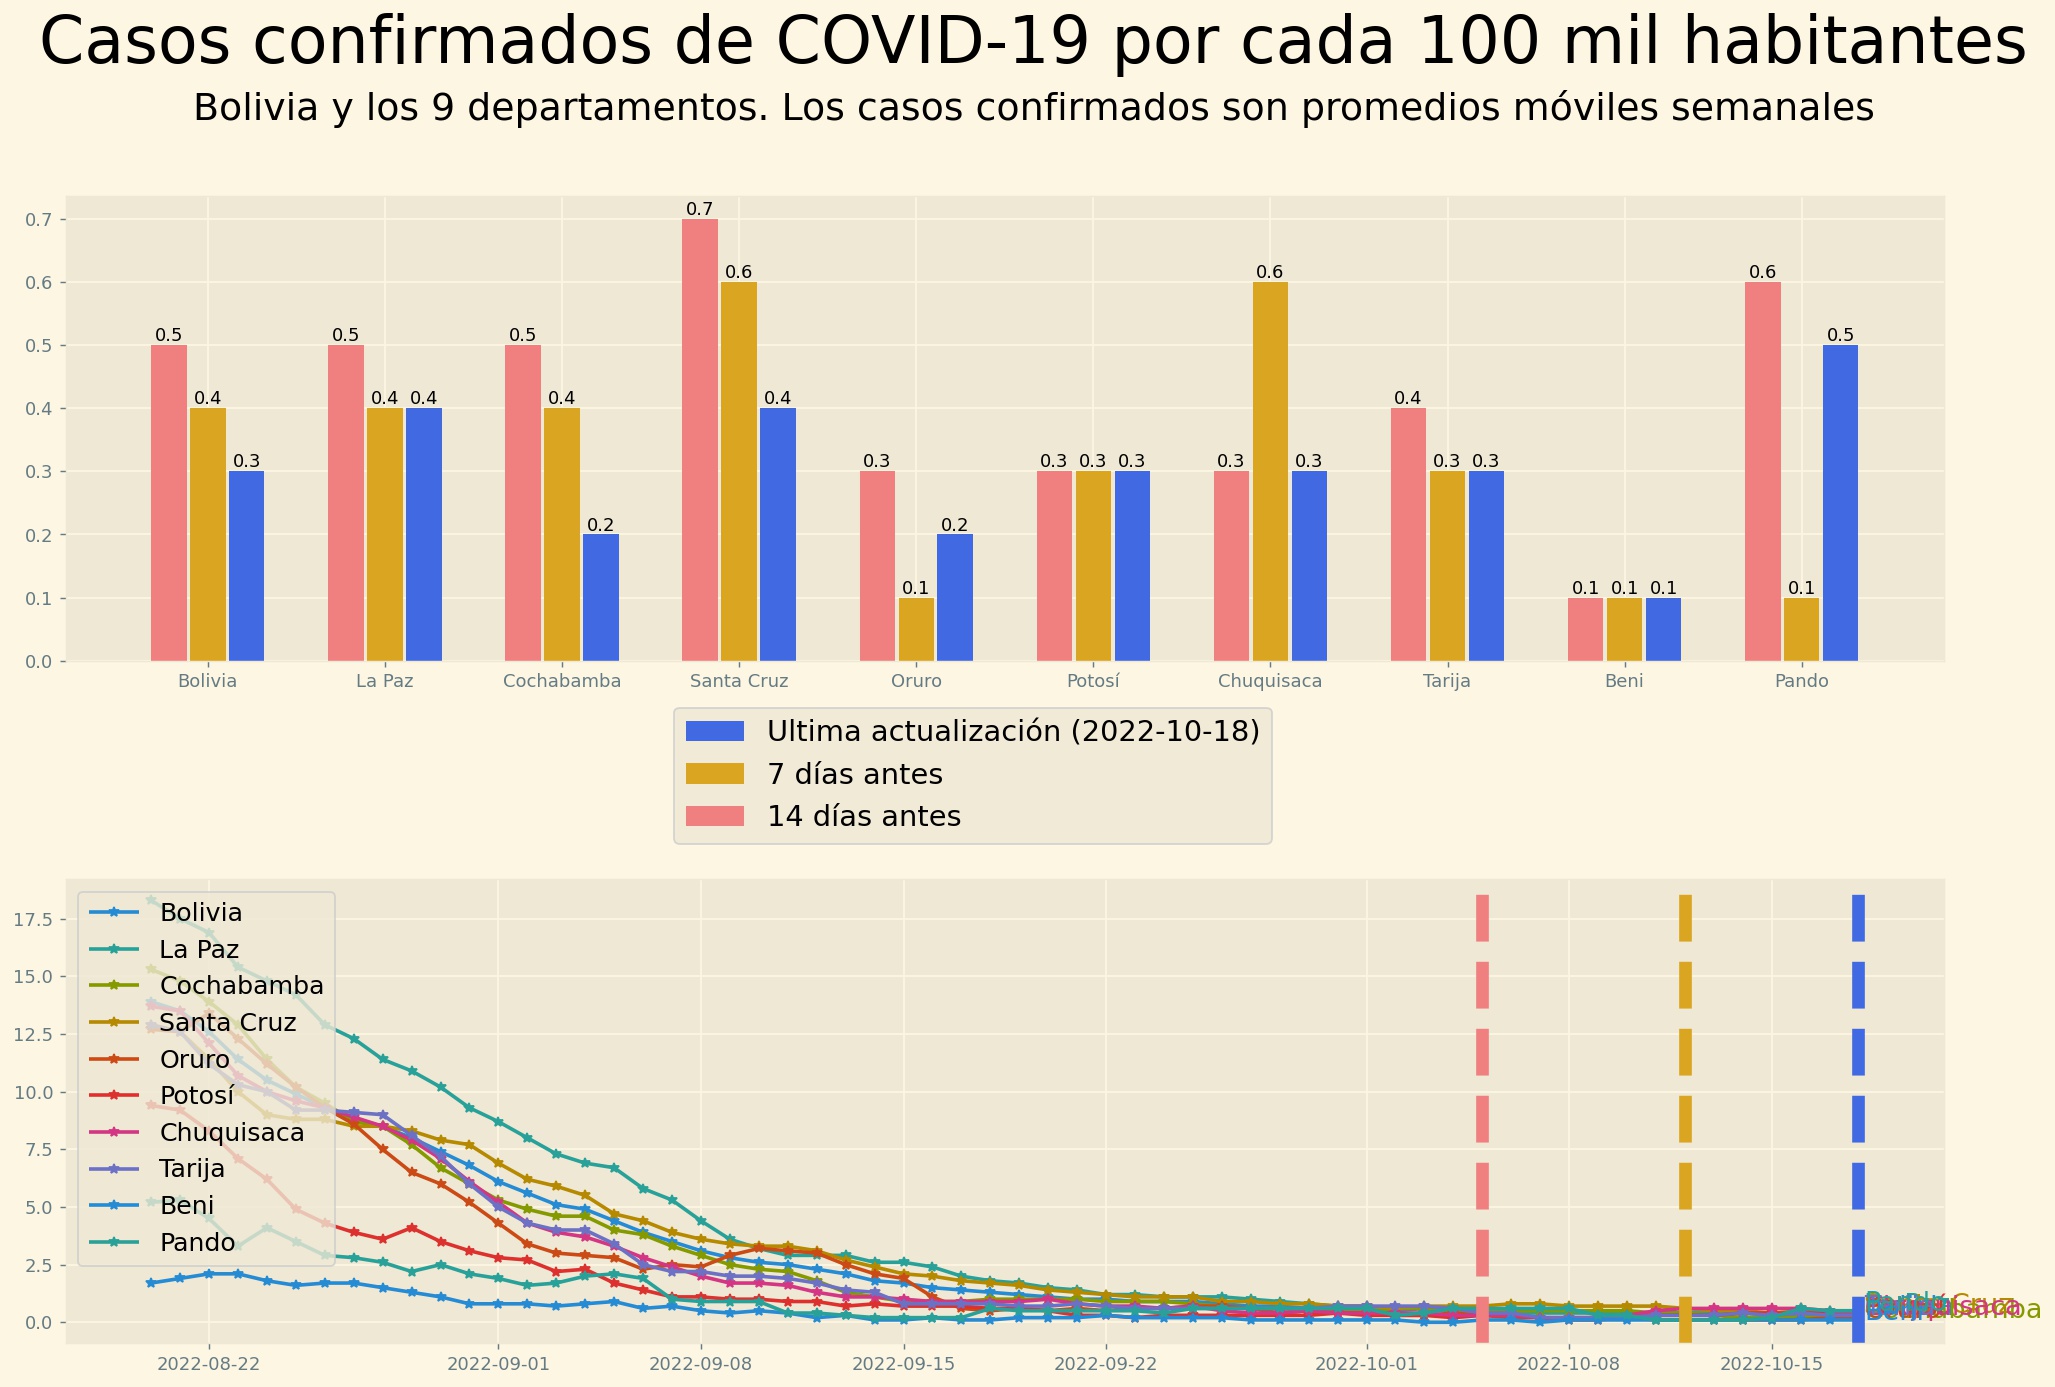 Casos confirmados de COVID-19 por cada 100 mil habitantes
Bolivia y los 9 departamentos. Los casos confirmados son promedios móviles semanales
0.7
0.6
0.5
0.4
0.3
0.2
0.1
0.0
0.5 0.4 0.3
0.5 0.4 0.4
0.5 0.4 0.2
0.7 0.6 0.4
0.3 0.1 0.2
0.3 0.3 0.3
0.3 0.6 0.3
0.4 0.3 0.3
0.1 0.1 0.1
0.6 0.1 0.5
Bolivia La Paz Cochabamba Santa Cruz Oruro Potosí Chuquisaca Tarija Beni Pando
Ultima actualización (2022-10-18)
7 días antes
14 días antes
17.5
15.0
12.5
10.0
7.5
5.0
2.5
0.0
Bolivia
La Paz
Cochabamba
Santa Cruz
Oruro
Potosí
Chuquisaca
Tarija
Beni
Pando
2022-08-22 2022-09-01 2022-09-08 2022-09-15 2022-09-22 2022-10-01 2022-10-08 2022-10-15